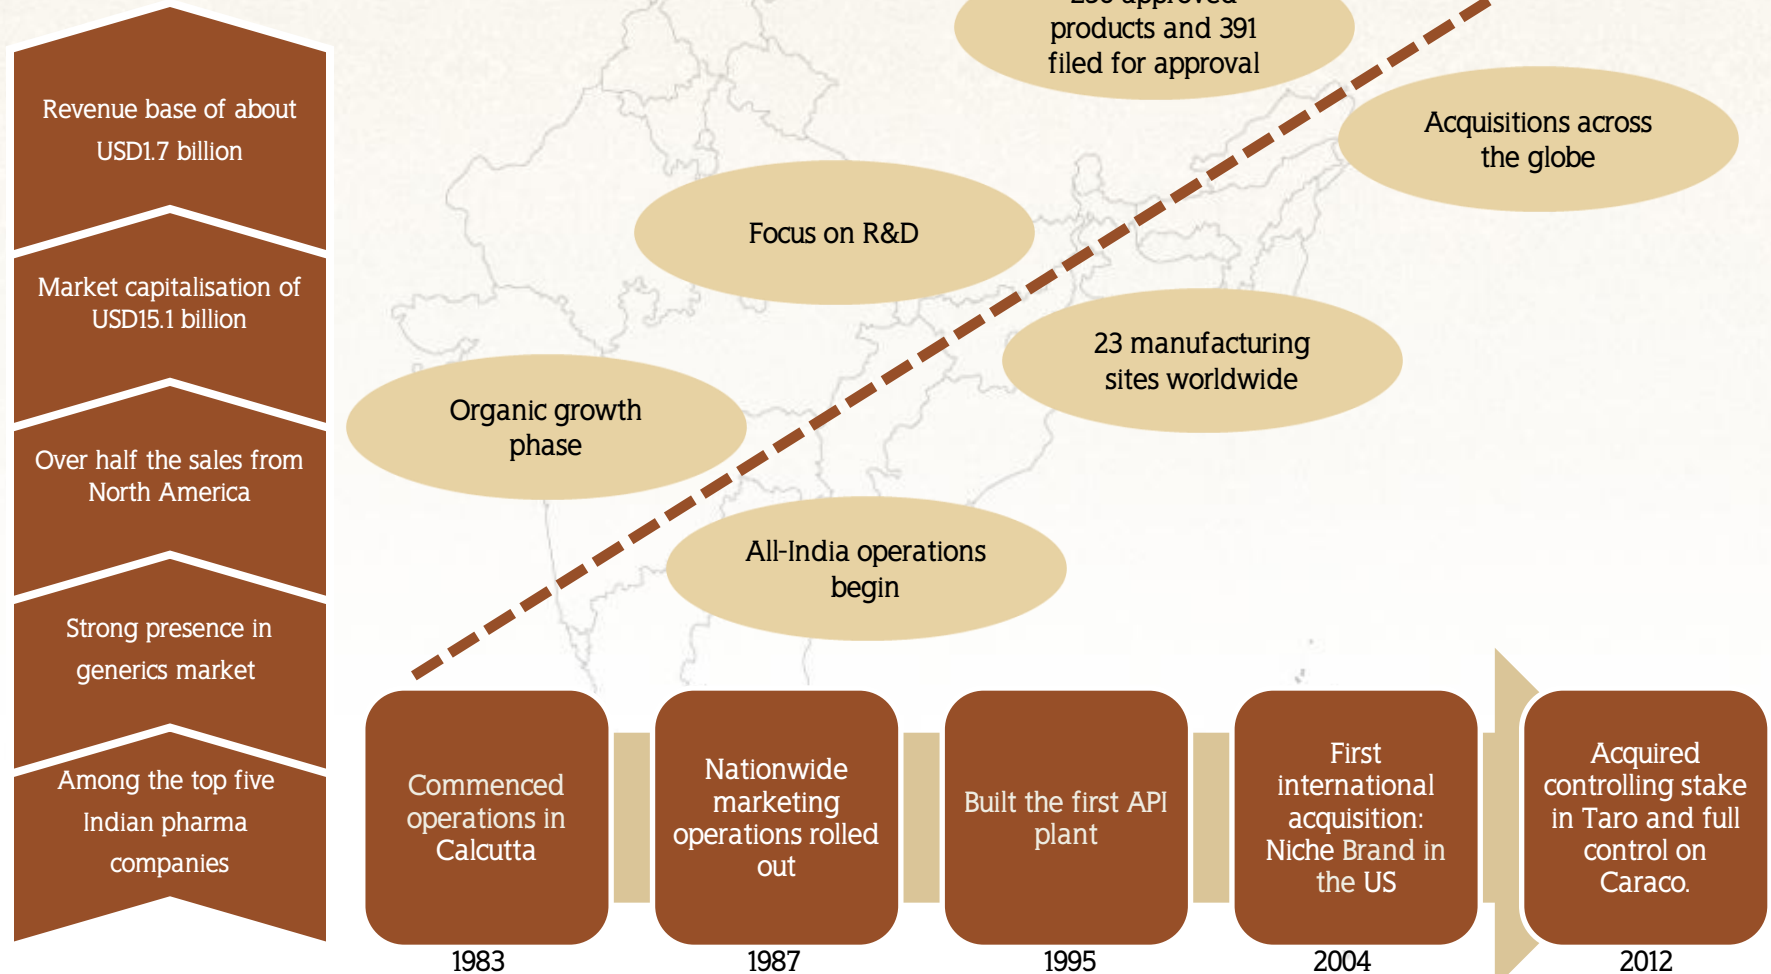 Revenue base of about
USD1.7 billion
Market capitalisation of
USD15.1 billion
Over half the sales from
North America
Strong presence in
generics market
Among the top five
Indian pharma
companies
approved
products and 391
filed for approval
Acquisitions across
the globe
Focus on R&D
23 manufacturing
sites worldwide
Organic growth
phase
All-India operations
begin
Commenced
operations in
Calcutta
Nationwide
marketing
operations rolled
out
Built the first API
plant
First
international
acquisition:
Niche Brand in
the US
Acquired
controlling stake
in Taro and full
control on
Caraco.
1983
1987
1995
2004
2012